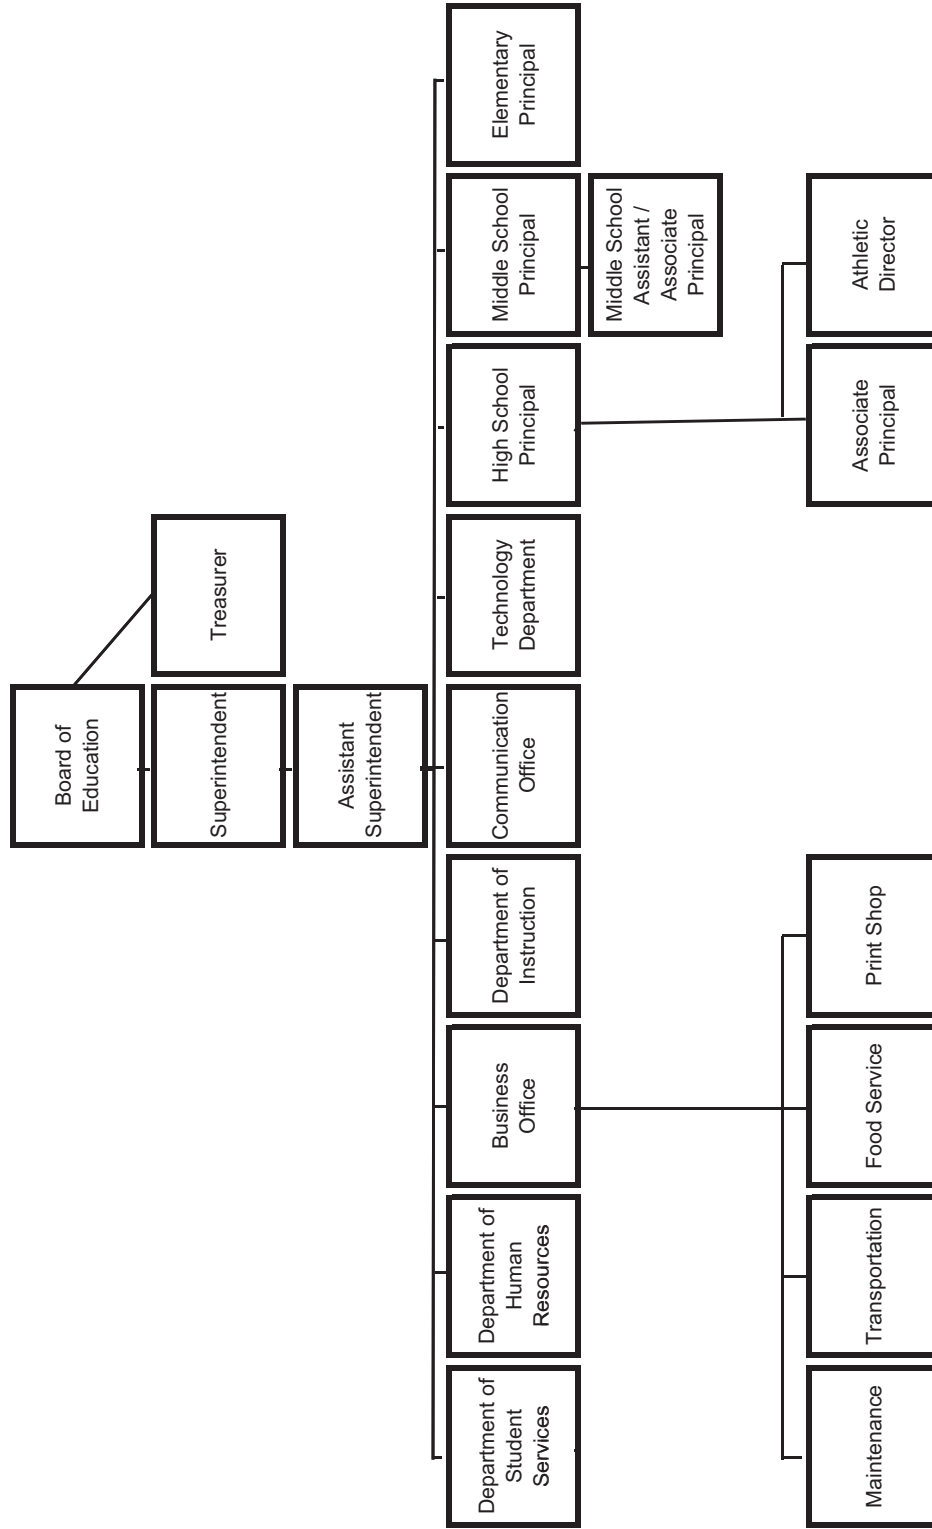 Board of
Education
Superintendent
Treasurer
Assistant
Superintendent
Department of
Student
Services
Department of
Human
Resources
Business
Office
Department of
Instruction
Communication
Office
Technology
Department
High School
Principal
Middle School
Principal
Elementary
Principal
Middle School
Assistant /
Associate
Principal
Maintenance
Transportation
Food Service
Print Shop
Associate
Principal
Athletic
Director